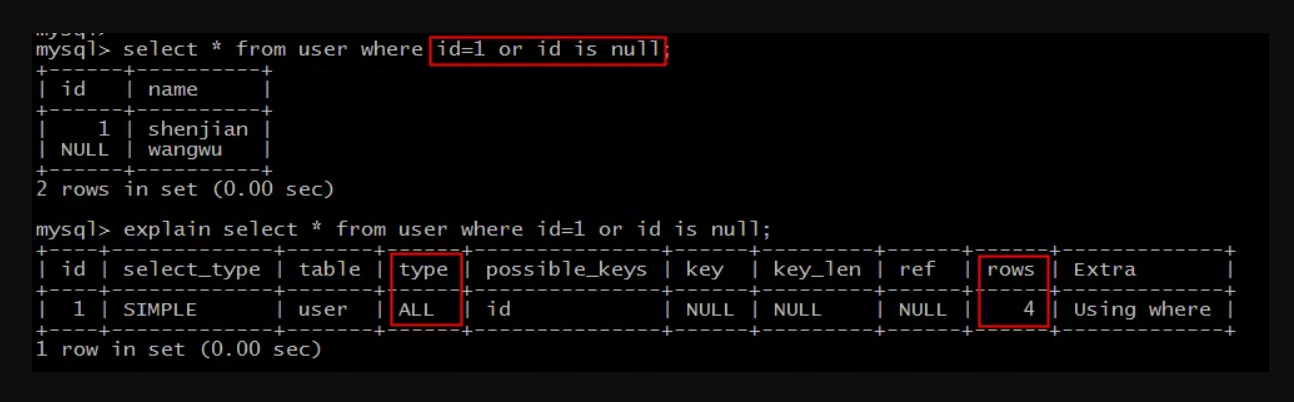 mysql>
mysql> select * from user where id=1 or id is null;
+------+----------+
| id   | name     |
+------+----------+
|    1 | shenjian |
| NULL | wangwu   |
+------+----------+
2 rows in set (0.00 sec)
mysql> explain select * from user where id=1 or id is null;
+----+-------------+-------+------+---------------+------+---------+------+------+-------------+
| id | select_type | table | type | possible_keys | key  | key_len | ref  | rows | Extra       |
+----+-------------+-------+------+---------------+------+---------+------+------+-------------+
|  1 | SIMPLE      | user  | ALL  | id            | NULL | NULL    | NULL |    4 | Using where |
+----+-------------+-------+------+---------------+------+---------+------+------+-------------+
1 row in set (0.00 sec)